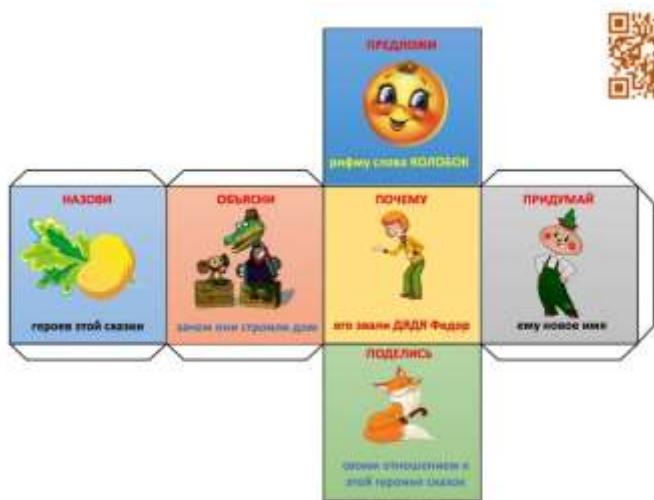 ПРЕДЛОЖИ
рифму слова КОЛОБОК
НАЗОВИ
героев этой сказки
ОБЪЯСНИ
зачем они строили дом
ПОЧЕМУ
его звали ДЯДЯ Федор
ПРИДУМАЙ
ему новое имя
ПОДЕЛИСЬ
своим отношением к
этой героине сказок